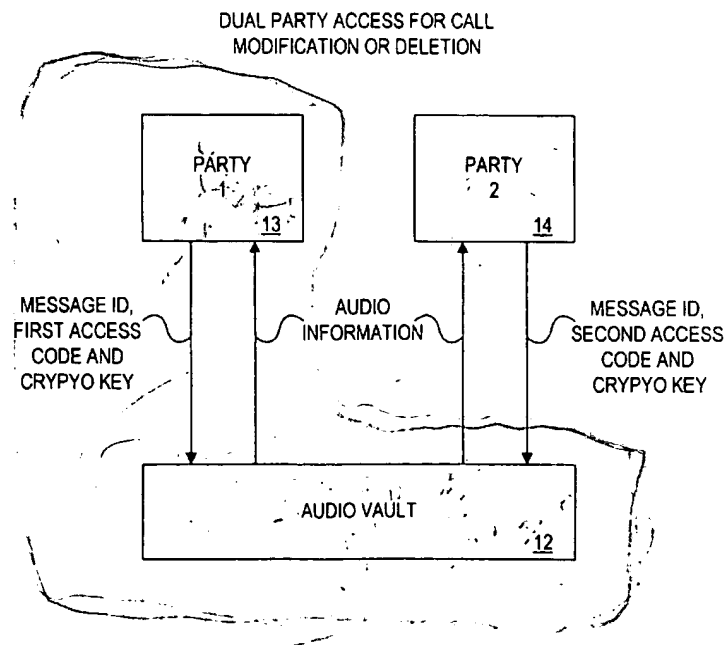 DUAL PARTY ACCESS FOR CALL
MODIFICATION OR DELETION
PARTY
1
13
PARTY
2
14
MESSAGE ID,
FIRST ACCESS
CODE AND
CRYPYO KEY
AUDIO
INFORMATION
MESSAGE ID,
SECOND ACCESS
CODE AND
CRYPYO KEY
AUDIO VAULT
12